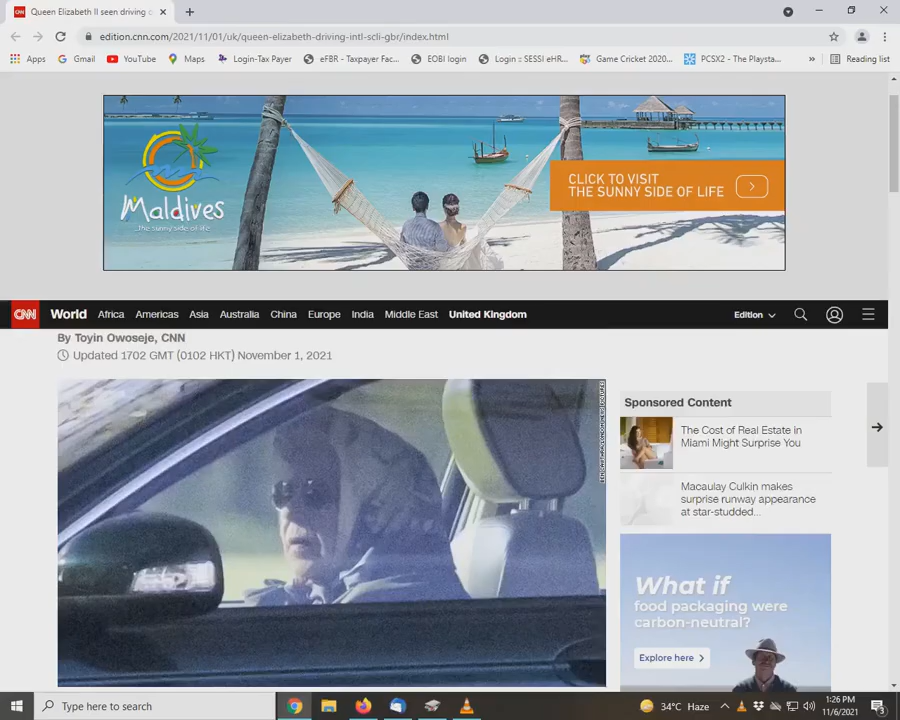 CNN Queen Elizabeth II seen driving
edition.cnn.com/2021/11/01/uk/queen-elizabeth-driving-intl-scli-gbr/index.html
Apps Gmail YouTube Maps Login-Tax Payer eFBR - Taxpayer Fac... EOBI login Login :: SESSI eHR... Game Cricket 2020... PCSX2 - The Playsta... » Reading list
Maldives
...the sunny side of life
CLICK TO VISIT
THE SUNNY SIDE OF LIFE
CNN World Africa Americas Asia Australia China Europe India Middle East United Kingdom Edition
By Toyin Owoseje, CNN
Updated 1702 GMT (0102 HKT) November 1, 2021
Sponsored Content
The Cost of Real Estate in
Miami Might Surprise You
Macaulay Culkin makes
surprise runway appearance
at star-studded...
What if
food packaging were
carbon-neutral?
Explore here
Type here to search
34°C Haze
1:26 PM
11/6/2021
3